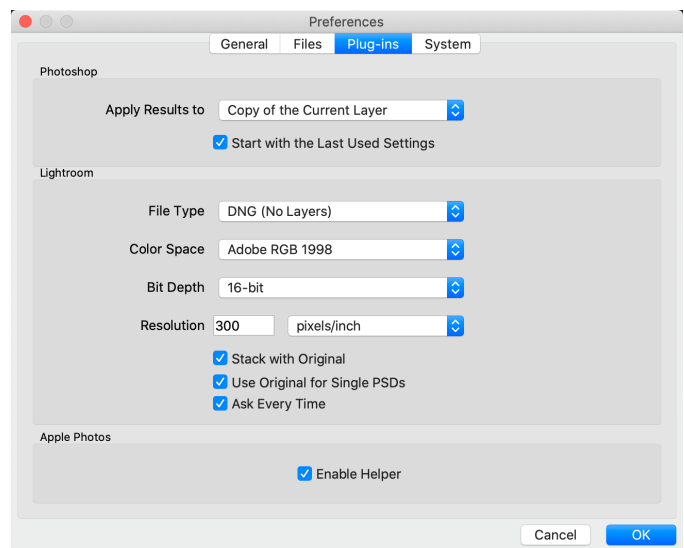 Preferences
General Files Plug-ins System
Photoshop
Apply Results to Copy of the Current Layer
Start with the Last Used Settings
Lightroom
File Type DNG (No Layers)
Color Space Adobe RGB 1998
Bit Depth 16-bit
Resolution 300 pixels/inch
Stack with Original
Use Original for Single PSDs
Ask Every Time
Apple Photos
Enable Helper
Cancel OK